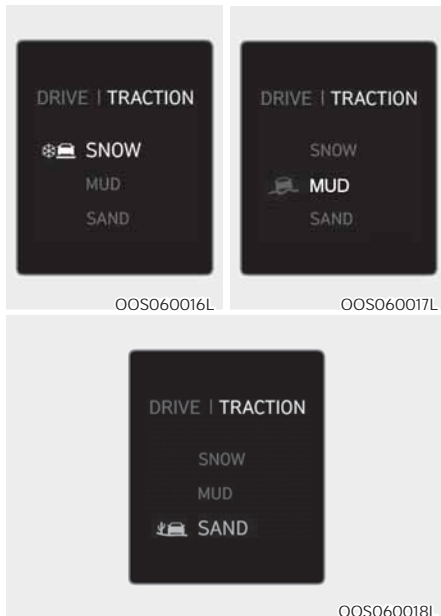 DRIVE | TRACTION
SNOW
MUD
SAND
OOS060016L
DRIVE | TRACTION
SNOW
MUD
SAND
OOS060017L
DRIVE | TRACTION
SNOW
MUD
SAND
OOS060018L